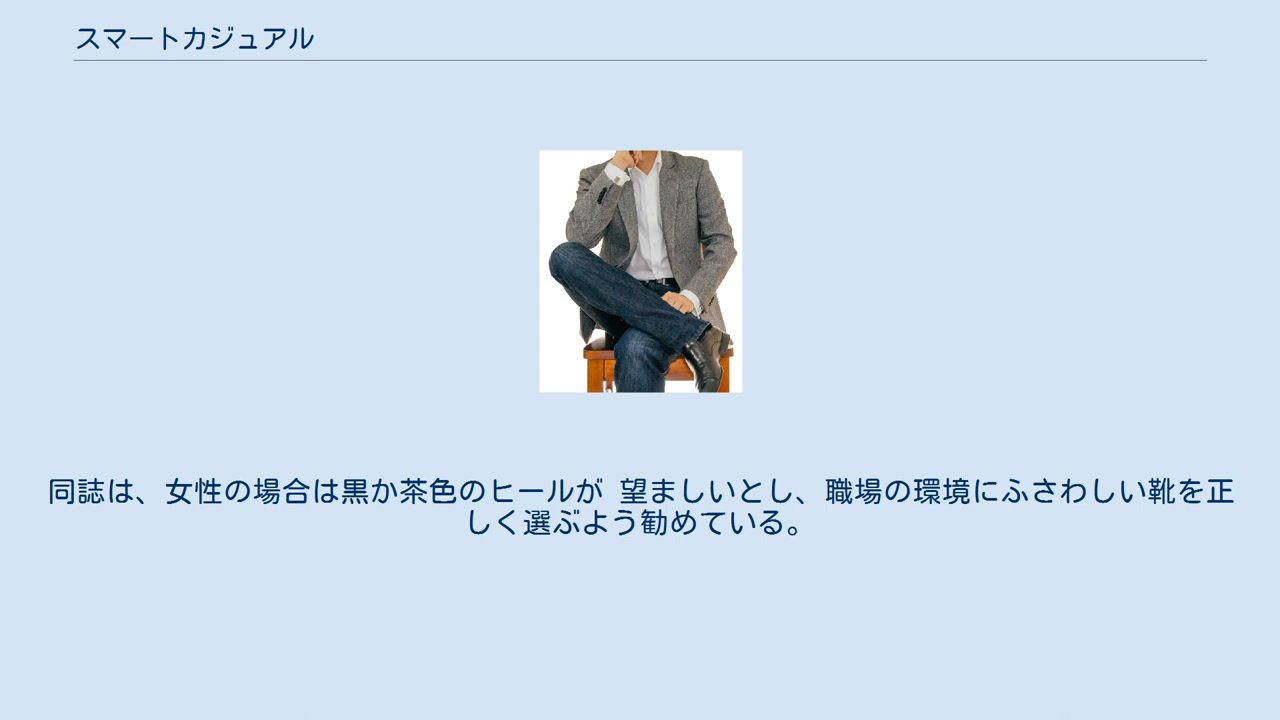 スマートカジュアル
同誌は、女性の場合は黒か茶色のヒールが 望ましいとし、職場の環境にふさわしい靴を正
しく選ぶよう勧めている。